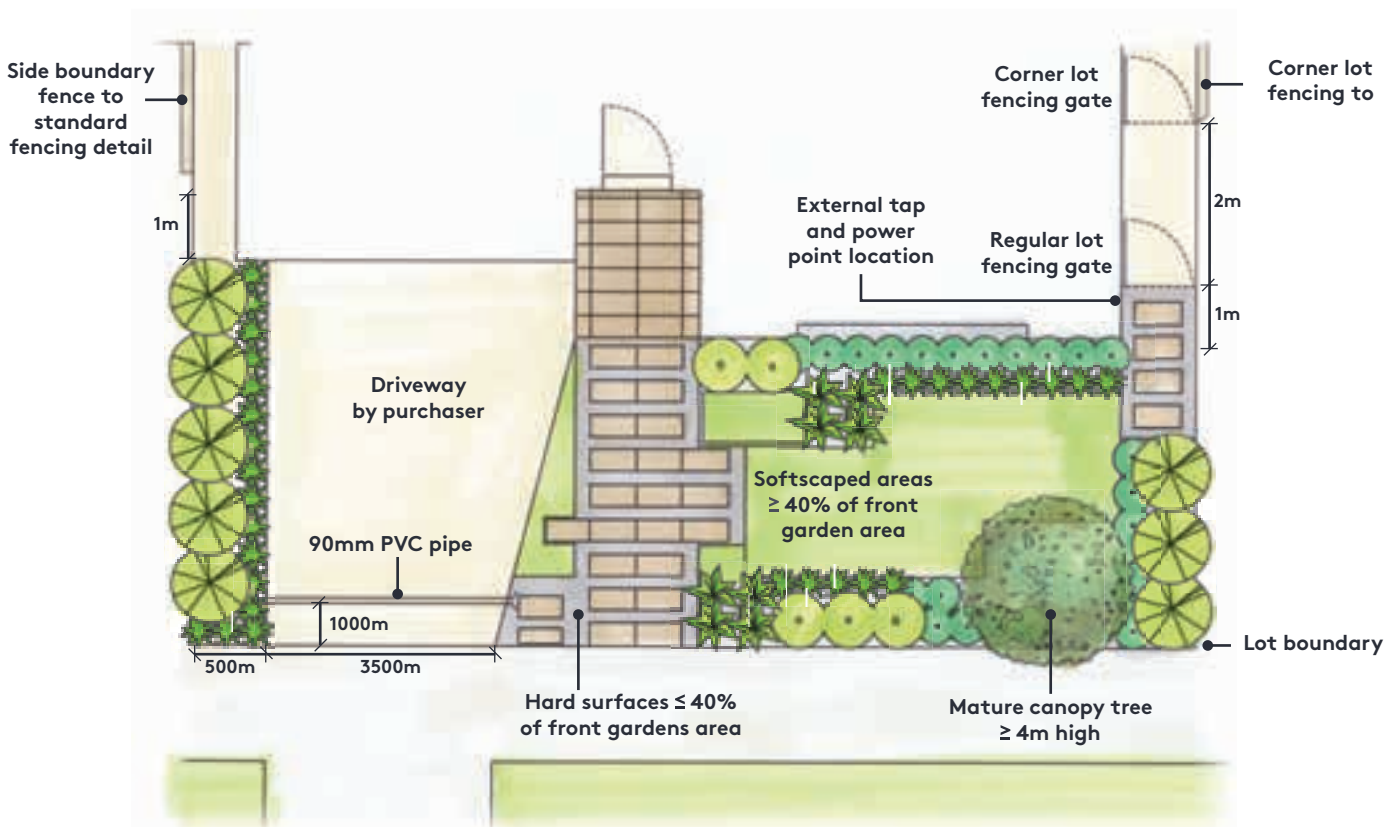 Side boundary
fence to
standard
fencing detail
1m
Corner lot
fencing gate
Corner lot
fencing to
2m
External tap
and power
point location
Regular lot
fencing gate
1m
Driveway
by purchaser
Softscaped areas
≥ 40% of front
garden area
90mm PVC pipe
1000m
500m
3500m
Lot boundary
Hard surfaces ≤ 40%
of front gardens area
Mature canopy tree
≥ 4m high